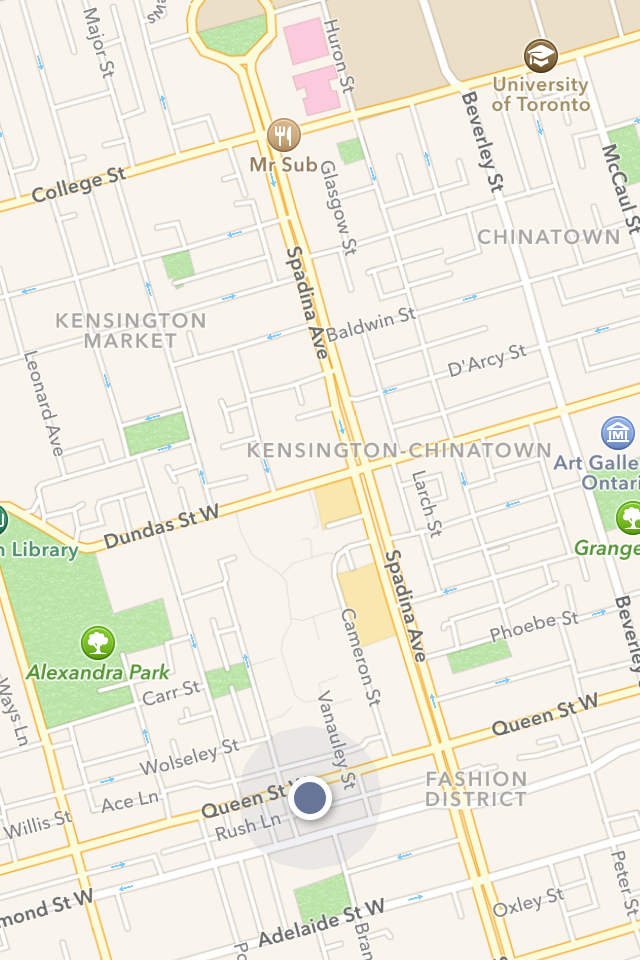 Major St
Huron St
University
of Toronto
Mr Sub
Beverley St
McCaul St
College St
Glasgow St
CHINATOWN
Spadina Ave
KENSINGTON
MARKET
Baldwin St
D'Arcy St
Leonard Ave
KENSINGTON-CHINATOWN
Art Galle
Ontari
Larch St
Dundas St W
Library
Grange
Spadina Ave
Cameron St
Phoebe St
Beverley
Alexandra Park
Carr St
Ways Ln
Vanauley St
Queen St W
Wolseley St
FASHION
DISTRICT
Ace Ln
Queen St W
Willis St
Rush Ln
Peter St
mond St W
Adelaide St W
Oxley St
Bran